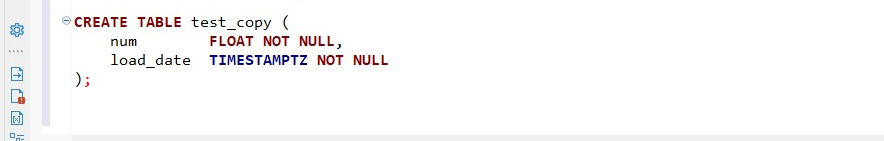 CREATE TABLE test_copy (
    num         FLOAT NOT NULL,
    load_date  TIMESTAMPTZ NOT NULL
);